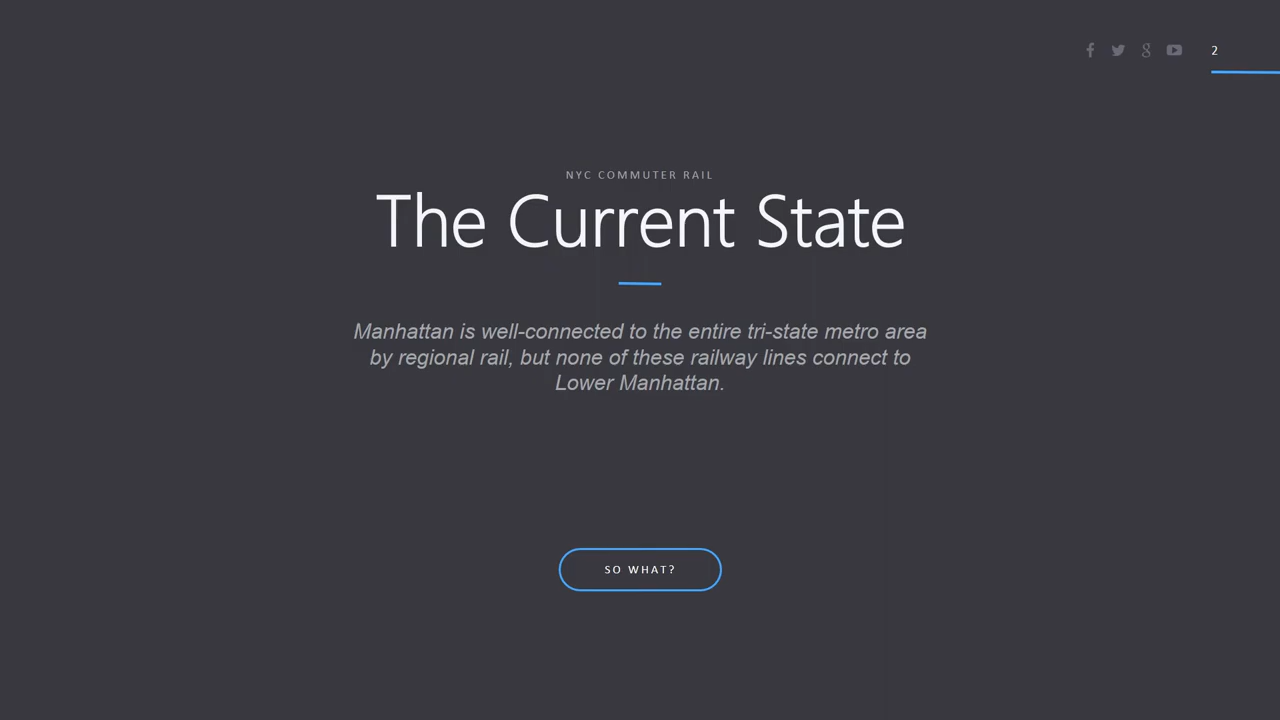 2
NYC COMMUTER RAIL
The Current State
Manhattan is well-connected to the entire tri-state metro area
by regional rail, but none of these railway lines connect to
Lower Manhattan.
SO WHAT?